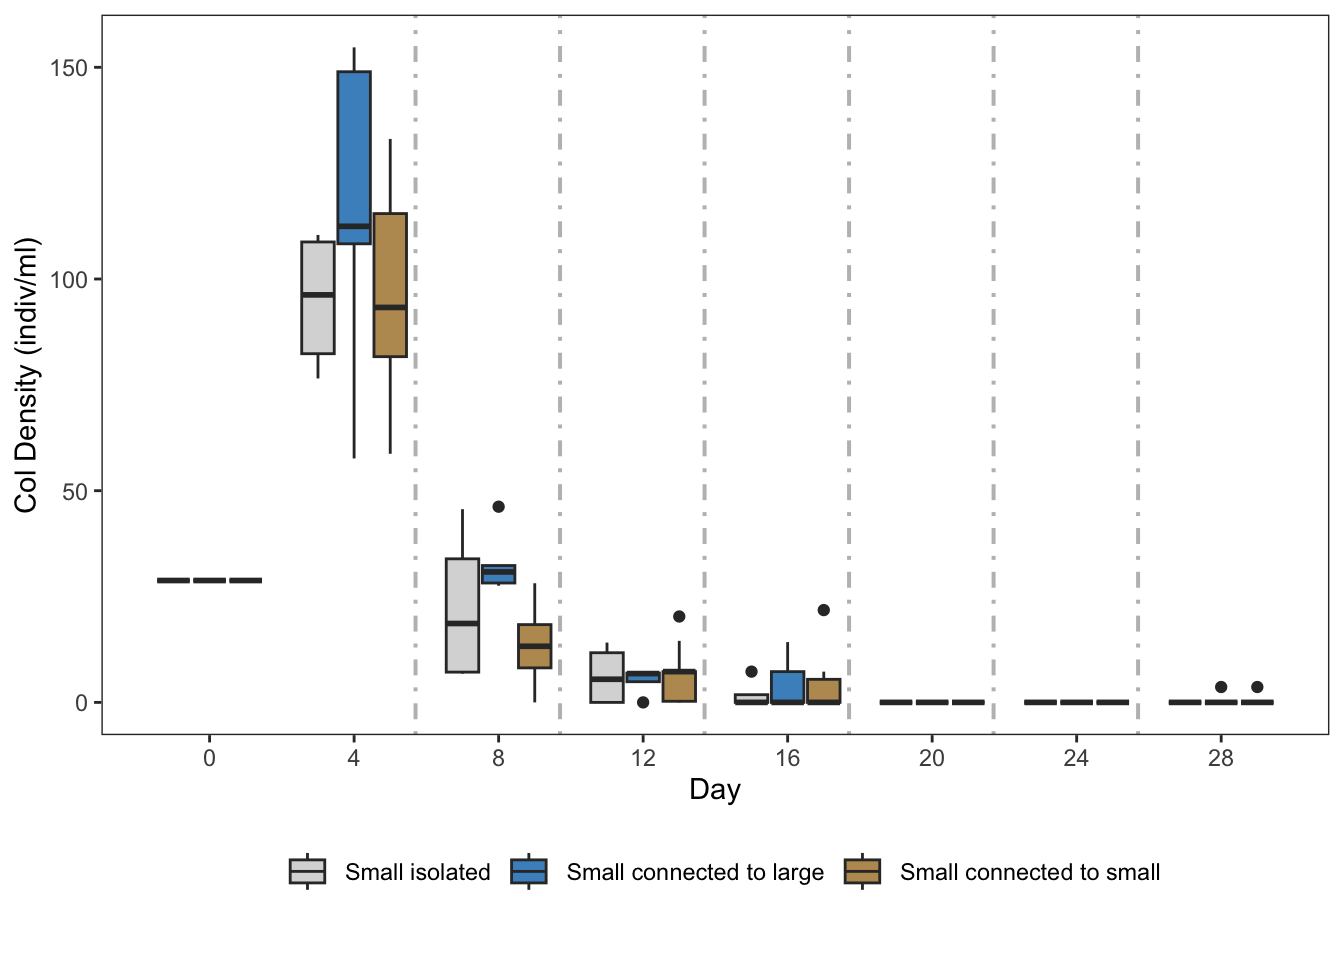 Col Density (indiv/ml)
150
100
50
0
0 4 8 12 16 20 24 28
Day
Small isolated Small connected to large Small connected to small